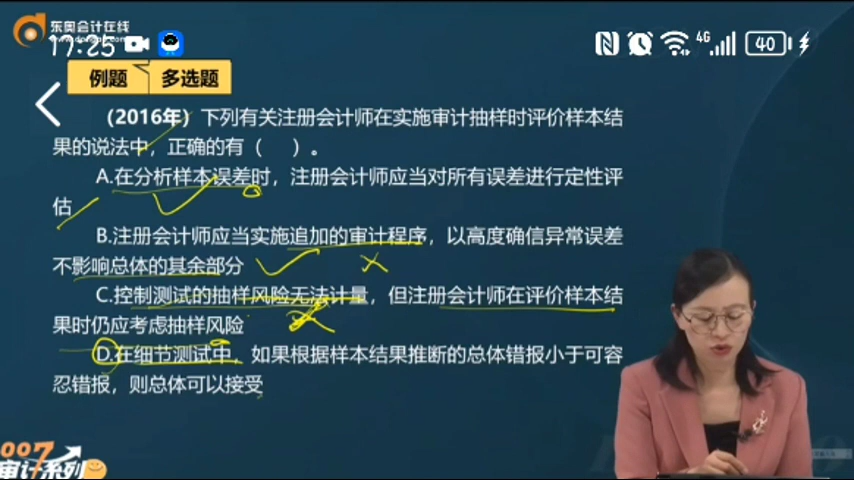 东奥会计在线
17:25
4G
40
例题 多选题
（2016年）下列有关注册会计师在实施审计抽样时评价样本结
果的说法中，正确的有（ ）。
A.在分析样本误差时，注册会计师应当对所有误差进行定性评
估
B.注册会计师应当实施追加的审计程序，以高度确信异常误差
不影响总体的其余部分
C.控制测试的抽样风险无法计量，但注册会计师在评价样本结
果时仍应考虑抽样风险
D.在细节测试中，如果根据样本结果推断的总体错报小于可容
忍错报，则总体可以接受
007
审计系列